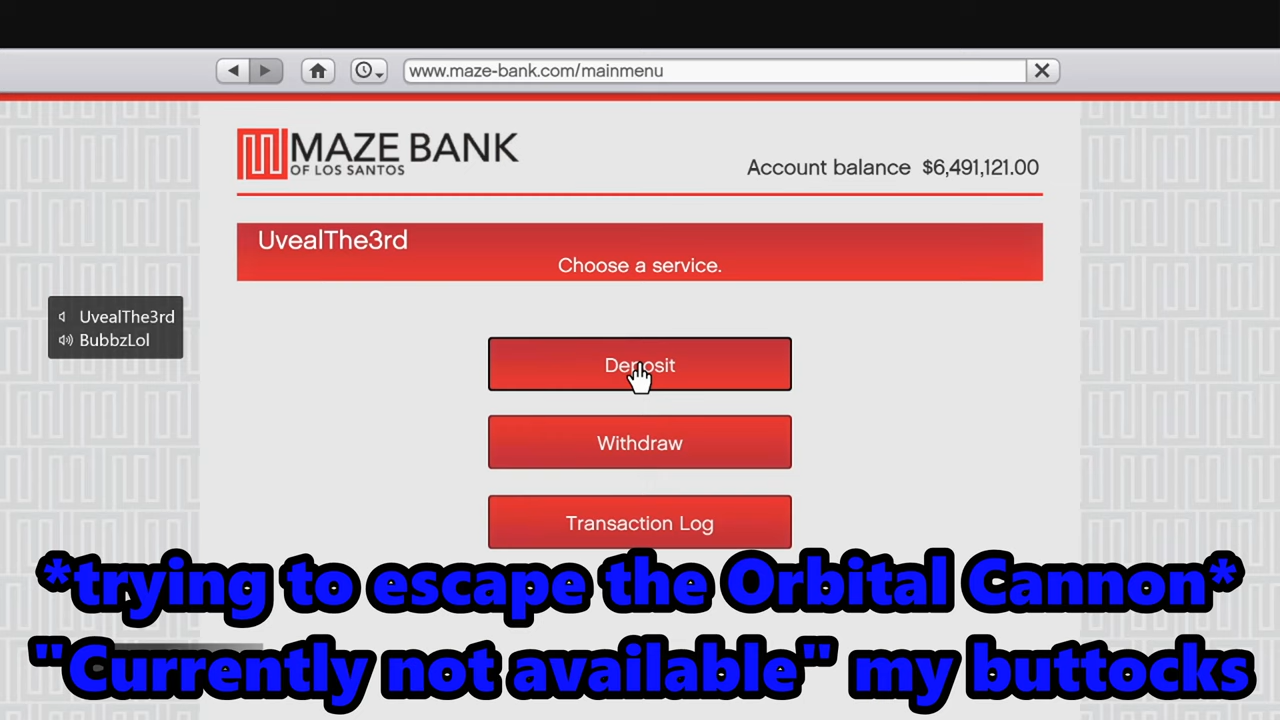 www.maze-bank.com/mainmenu
MAZE BANK
OF LOS SANTOS
Account balance $6,491,121.00
UvealThe3rd
Choose a service.
UvealThe3rd
BubbzLol
Deposit
Withdraw
Transaction Log
*trying to escape the Orbital Cannon*
"Currently not available" my buttocks